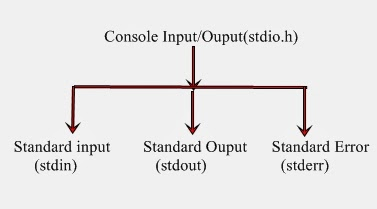 Console Input/Ouput(stdio.h)
Standard input
(stdin)
Standard Ouput
(stdout)
Standard Error
(stderr)